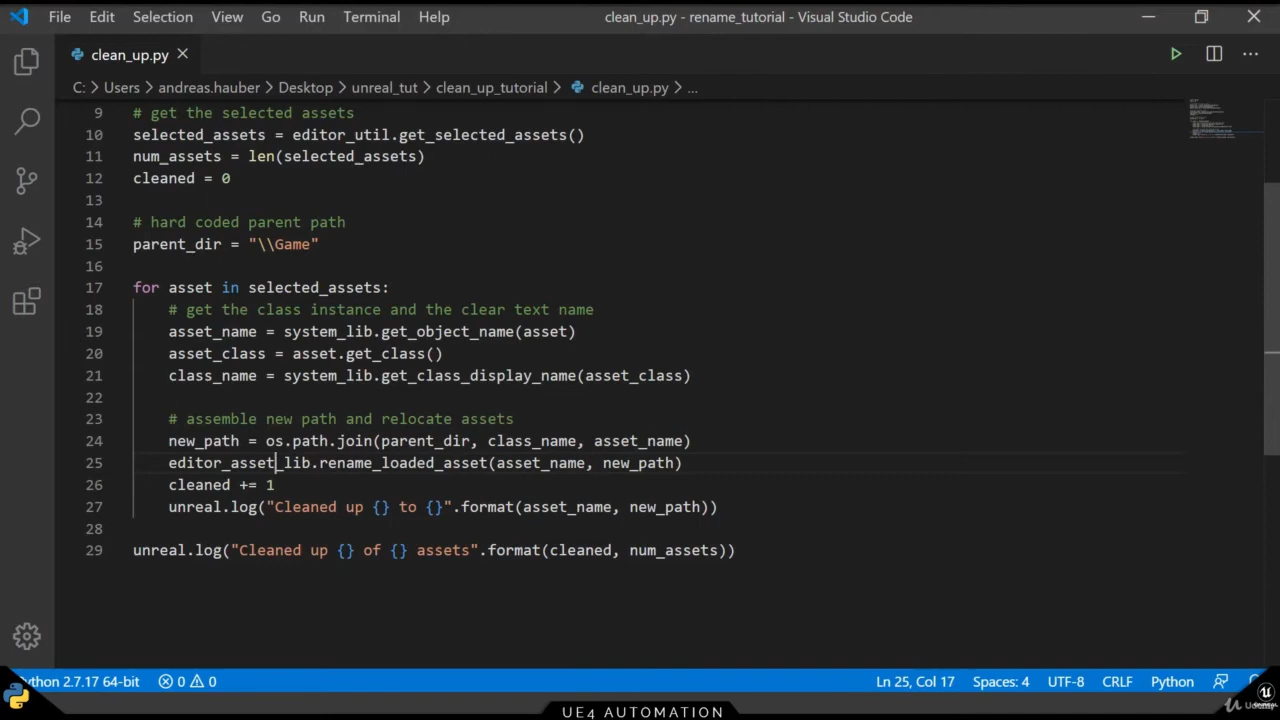 File Edit Selection View Go Run Terminal Help clean_up.py - rename_tutorial - Visual Studio Code
clean_up.py
C: > Users > andreas.hauber > Desktop > unreal_tut > clean_up_tutorial > clean_up.py > ...
9 # get the selected assets
10 selected_assets = editor_util.get_selected_assets()
11 num_assets = len(selected_assets)
12 cleaned = 0
13
14 # hard coded parent path
15 parent_dir = "\\Game"
16
17 for asset in selected_assets:
18 # get the class instance and the clear text name
19 asset_name = system_lib.get_object_name(asset)
20 asset_class = asset.get_class()
21 class_name = system_lib.get_class_display_name(asset_class)
22
23 # assemble new path and relocate assets
24 new_path = os.path.join(parent_dir, class_name, asset_name)
25 editor_asset_lib.rename_loaded_asset(asset_name, new_path)
26 cleaned += 1
27 unreal.log("Cleaned up {} to {}".format(asset_name, new_path))
28
29 unreal.log("Cleaned up {} of {} assets".format(cleaned, num_assets))
ython 2.7.17 64-bit 0 0 Ln 25, Col 17 Spaces: 4 UTF-8 CRLF Python
UE4 AUTOMATION